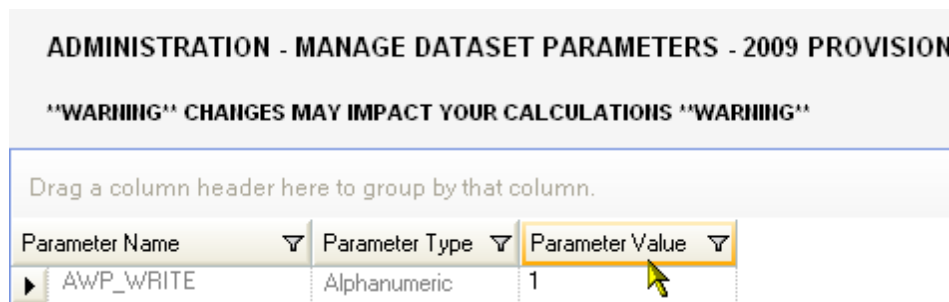 ADMINISTRATION - MANAGE DATASET PARAMETERS - 2009 PROVISION
**WARNING** CHANGES MAY IMPACT YOUR CALCULATIONS **WARNING**
Drag a column header here to group by that column.
Parameter Name Parameter Type Parameter Value
AWP_WRITE Alphanumeric 1